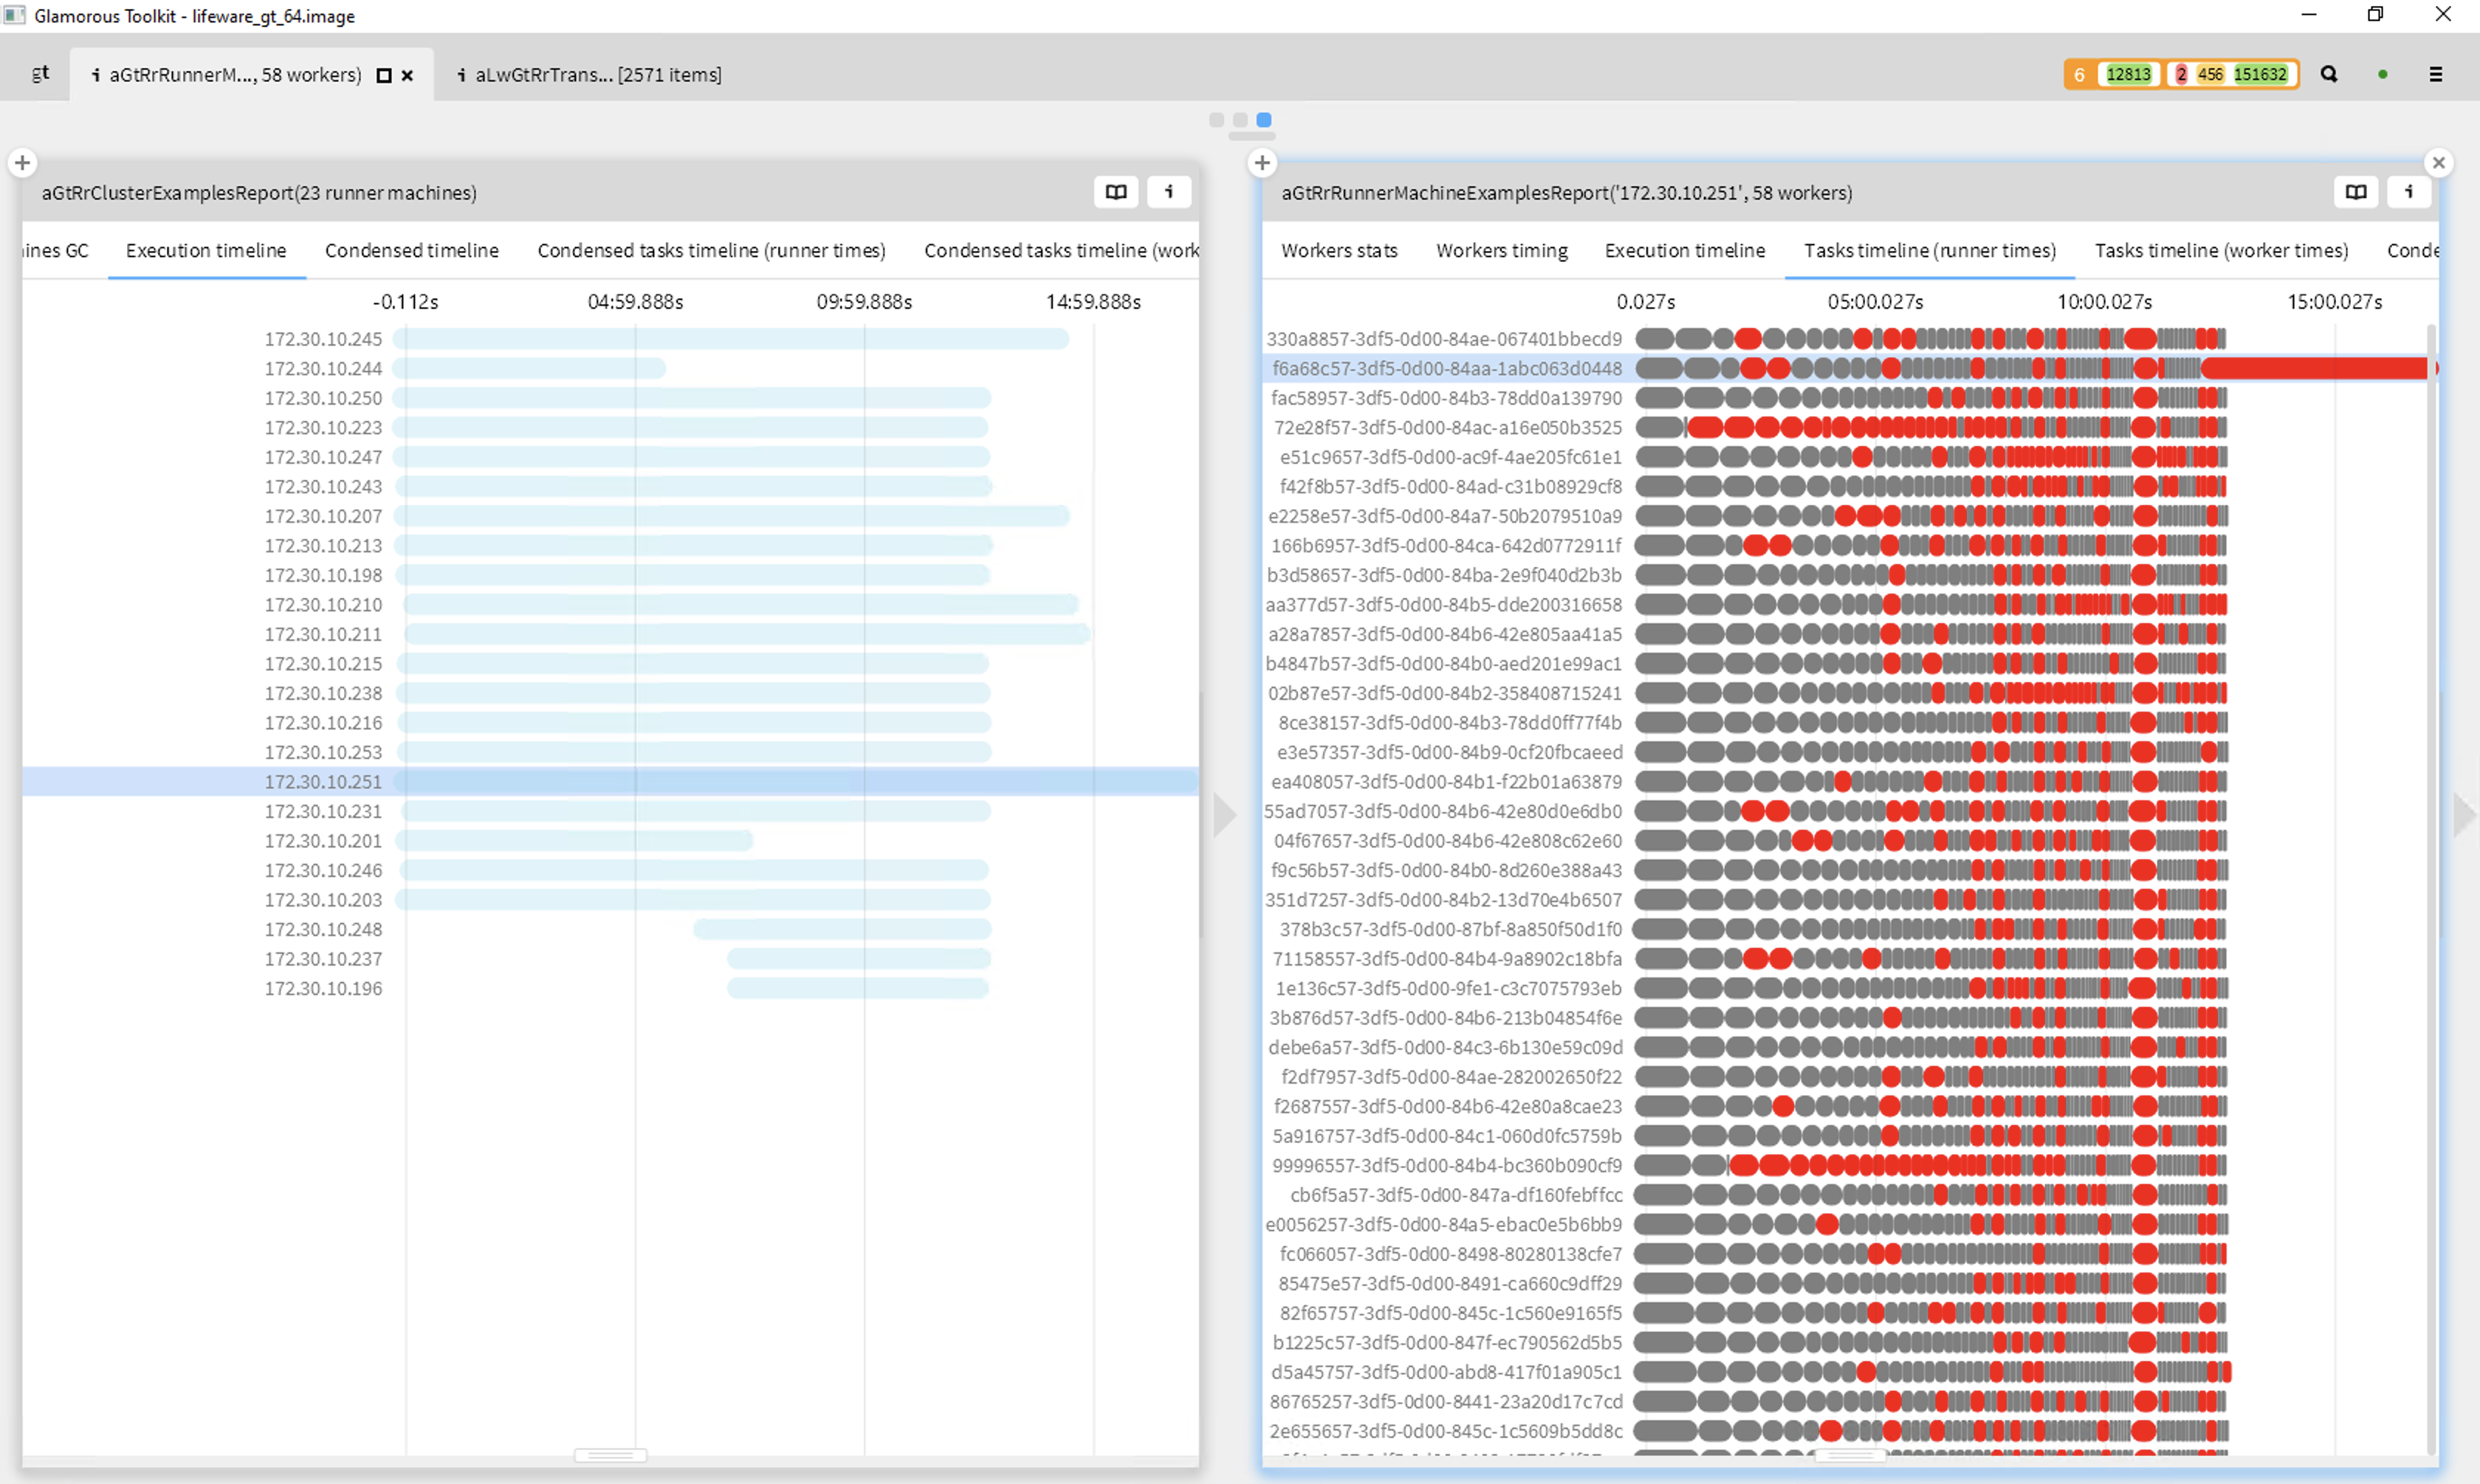 Glamorous Toolkit - lifeware_gt_64.image
gt
i aGtRrRunnerM..., 58 workers)
i aLwGtRrTrans... [2571 items]
6 12813 2 456 151632
aGtRrClusterExamplesReport(23 runner machines)
i
ines GC Execution timeline Condensed timeline Condensed tasks timeline (runner times) Condensed tasks timeline (work
-0.112s 04:59.888s 09:59.888s 14:59.888s
172.30.10.245
172.30.10.244
172.30.10.250
172.30.10.223
172.30.10.247
172.30.10.243
172.30.10.207
172.30.10.213
172.30.10.198
172.30.10.210
172.30.10.211
172.30.10.215
172.30.10.238
172.30.10.216
172.30.10.253
172.30.10.251
172.30.10.231
172.30.10.201
172.30.10.246
172.30.10.203
172.30.10.248
172.30.10.237
172.30.10.196
aGtRrRunnerMachineExamplesReport('172.30.10.251', 58 workers)
i
Workers stats Workers timing Execution timeline Tasks timeline (runner times) Tasks timeline (worker times) Conde
0.027s 05:00.027s 10:00.027s 15:00.027s
330a8857-3df5-0d00-84ae-067401bbecd9
f6a68c57-3df5-0d00-84aa-1abc063d0448
fac58957-3df5-0d00-84b3-78dd0a139790
72e28f57-3df5-0d00-84ac-a16e050b3525
e51c9657-3df5-0d00-ac9f-4ae205fc61e1
f42f8b57-3df5-0d00-84ad-c31b08929cf8
e2258e57-3df5-0d00-84a7-50b2079510a9
166b6957-3df5-0d00-84ca-642d0772911f
b3d58657-3df5-0d00-84ba-2e9f040d2b3b
aa377d57-3df5-0d00-84b5-dde200316658
a28a7857-3df5-0d00-84b6-42e805aa41a5
b4847b57-3df5-0d00-84b0-aed201e99ac1
02b87e57-3df5-0d00-84b2-358408715241
8ce38157-3df5-0d00-84b3-78dd0ff77f4b
e3e57357-3df5-0d00-84b9-0cf20fbcaeed
ea408057-3df5-0d00-84b1-f22b01a63879
55ad7057-3df5-0d00-84b6-42e80d0e6db0
04f67657-3df5-0d00-84b6-42e808c62e60
f9c56b57-3df5-0d00-84b0-8d260e388a43
351d7257-3df5-0d00-84b2-13d70e4b6507
378b3c57-3df5-0d00-87bf-8a850f50d1f0
71158557-3df5-0d00-84b4-9a8902c18bfa
1e136c57-3df5-0d00-9fe1-c3c7075793eb
3b876d57-3df5-0d00-84b6-213b04854f6e
debe6a57-3df5-0d00-84c3-6b130e59c09d
f2df7957-3df5-0d00-84ae-282002650f22
f2687557-3df5-0d00-84b6-42e80a8cae23
5a916757-3df5-0d00-84c1-060d0fc5759b
99996557-3df5-0d00-84b4-bc360b090cf9
cb6f5a57-3df5-0d00-847a-df160febffcc
e0056257-3df5-0d00-84a5-ebac0e5b6bb9
fc066057-3df5-0d00-8498-80280138cfe7
85475e57-3df5-0d00-8491-ca660c9dff29
82f65757-3df5-0d00-845c-1c560e9165f5
b1225c57-3df5-0d00-847f-ec790562d5b5
d5a45757-3df5-0d00-abd8-417f01a905c1
86765257-3df5-0d00-8441-23a20d17c7cd
2e655657-3df5-0d00-845c-1c5609b5dd8c